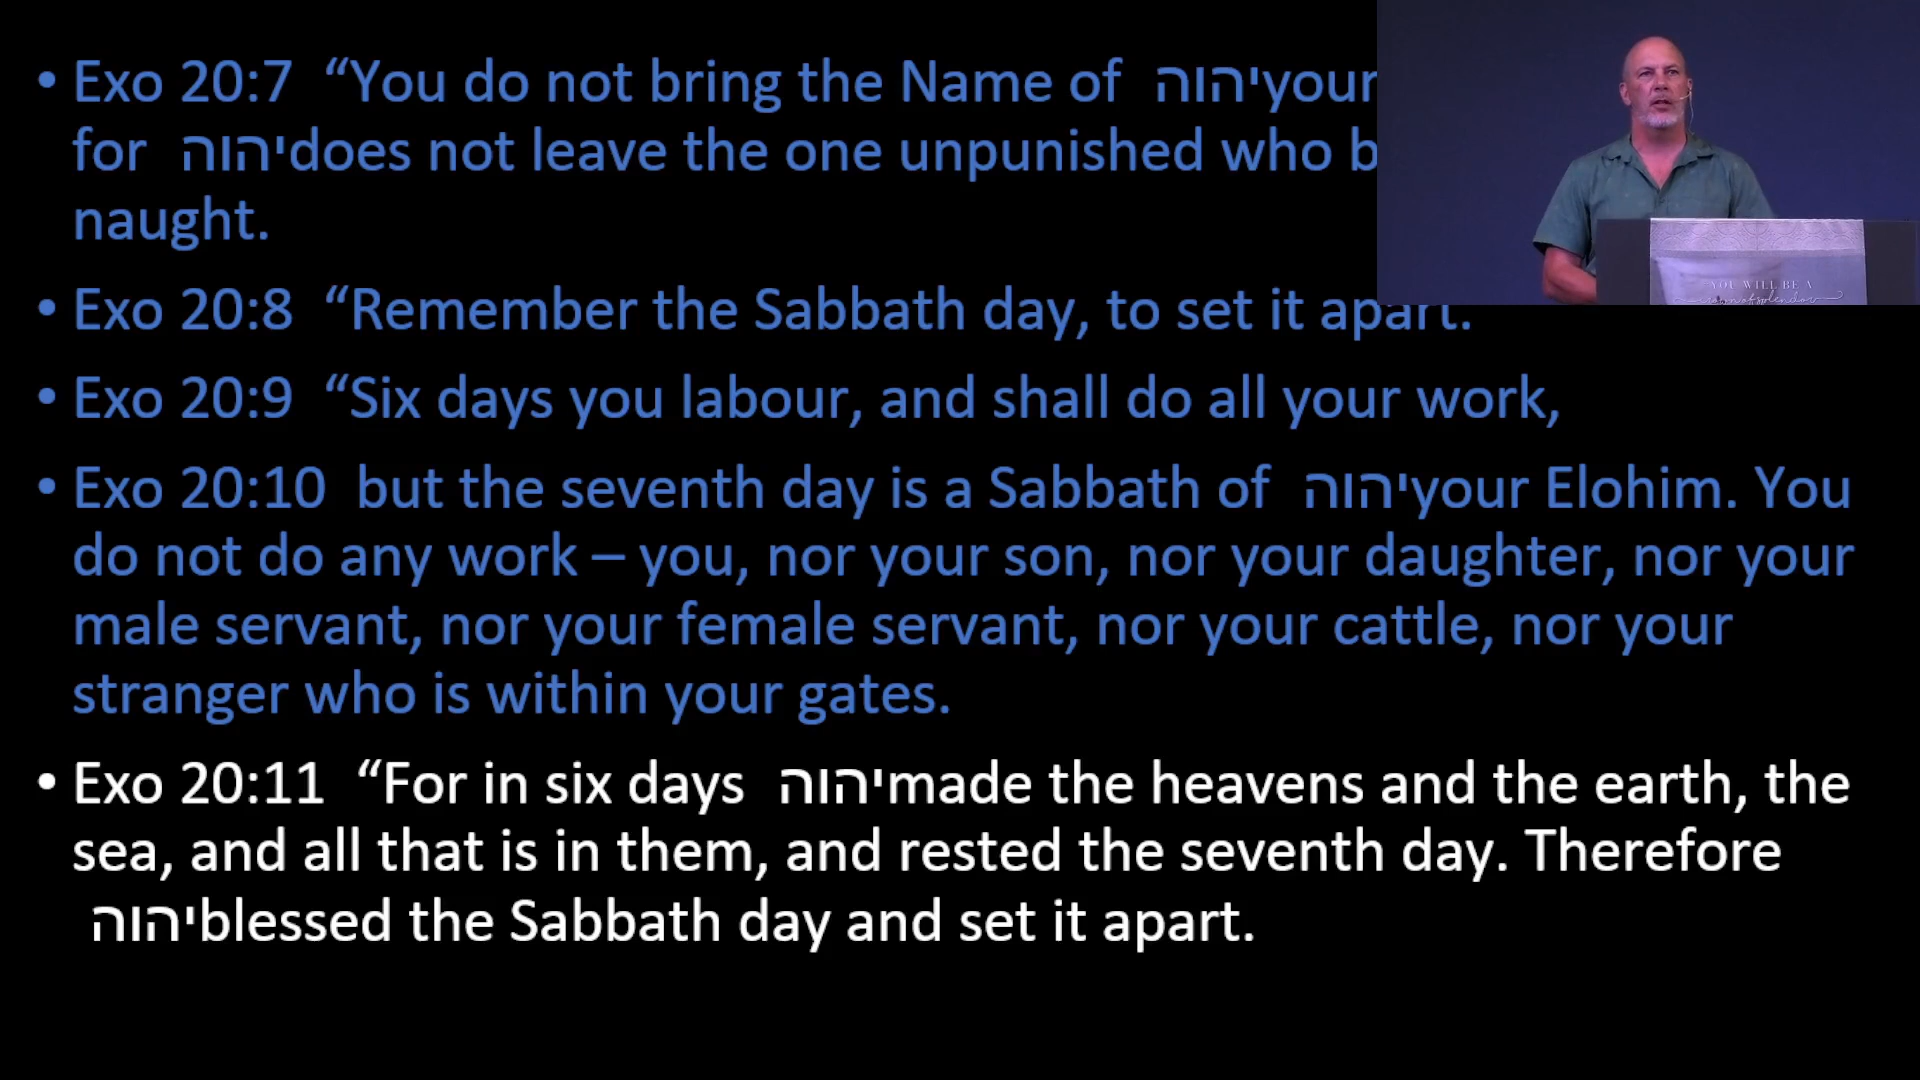 • Exo 20:7 “You do not bring the Name of יהוה your
for יהוה does not leave the one unpunished who b
naught.
• Exo 20:8 “Remember the Sabbath day, to set it apart.
• Exo 20:9 “Six days you labour, and shall do all your work,
• Exo 20:10 but the seventh day is a Sabbath of יהוה your Elohim. You
do not do any work – you, nor your son, nor your daughter, nor your
male servant, nor your female servant, nor your cattle, nor your
stranger who is within your gates.
• Exo 20:11 “For in six days יהוה made the heavens and the earth, the
sea, and all that is in them, and rested the seventh day. Therefore
יהוה blessed the Sabbath day and set it apart.
YOU WILL BE A
crown of splendor